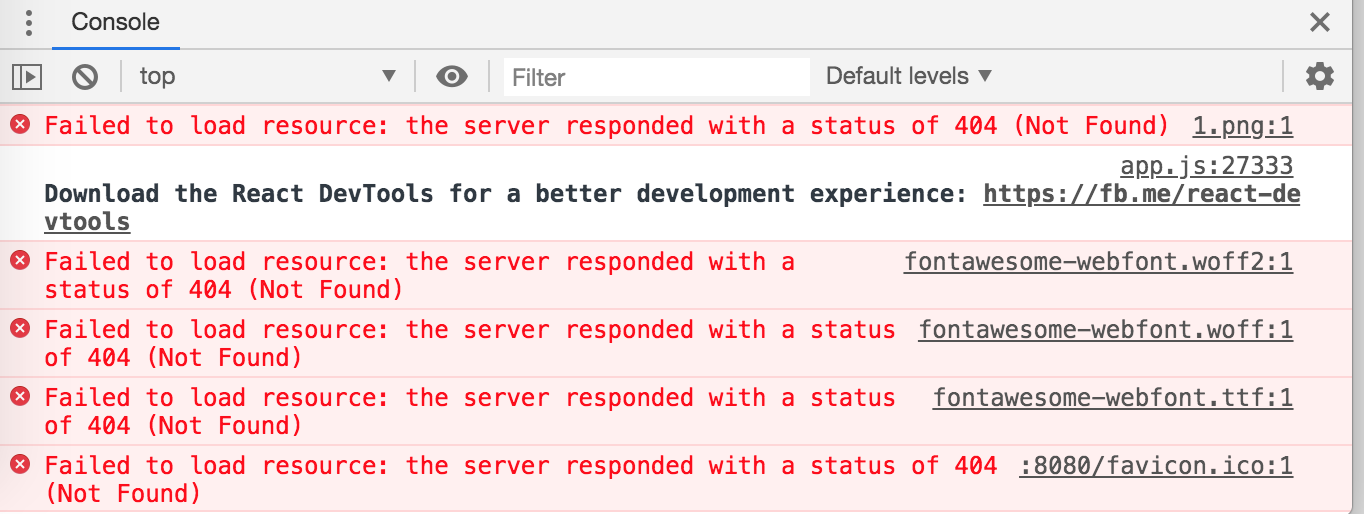 Console
top
Filter
Default levels
Failed to load resource: the server responded with a status of 404 (Not Found) 1.png:1
app.js:27333
Download the React DevTools for a better development experience: https://fb.me/react-de
vtools
Failed to load resource: the server responded with a fontawesome-webfont.woff2:1
status of 404 (Not Found)
Failed to load resource: the server responded with a status fontawesome-webfont.woff:1
of 404 (Not Found)
Failed to load resource: the server responded with a status fontawesome-webfont.ttf:1
of 404 (Not Found)
Failed to load resource: the server responded with a status of 404 :8080/favicon.ico:1
(Not Found)